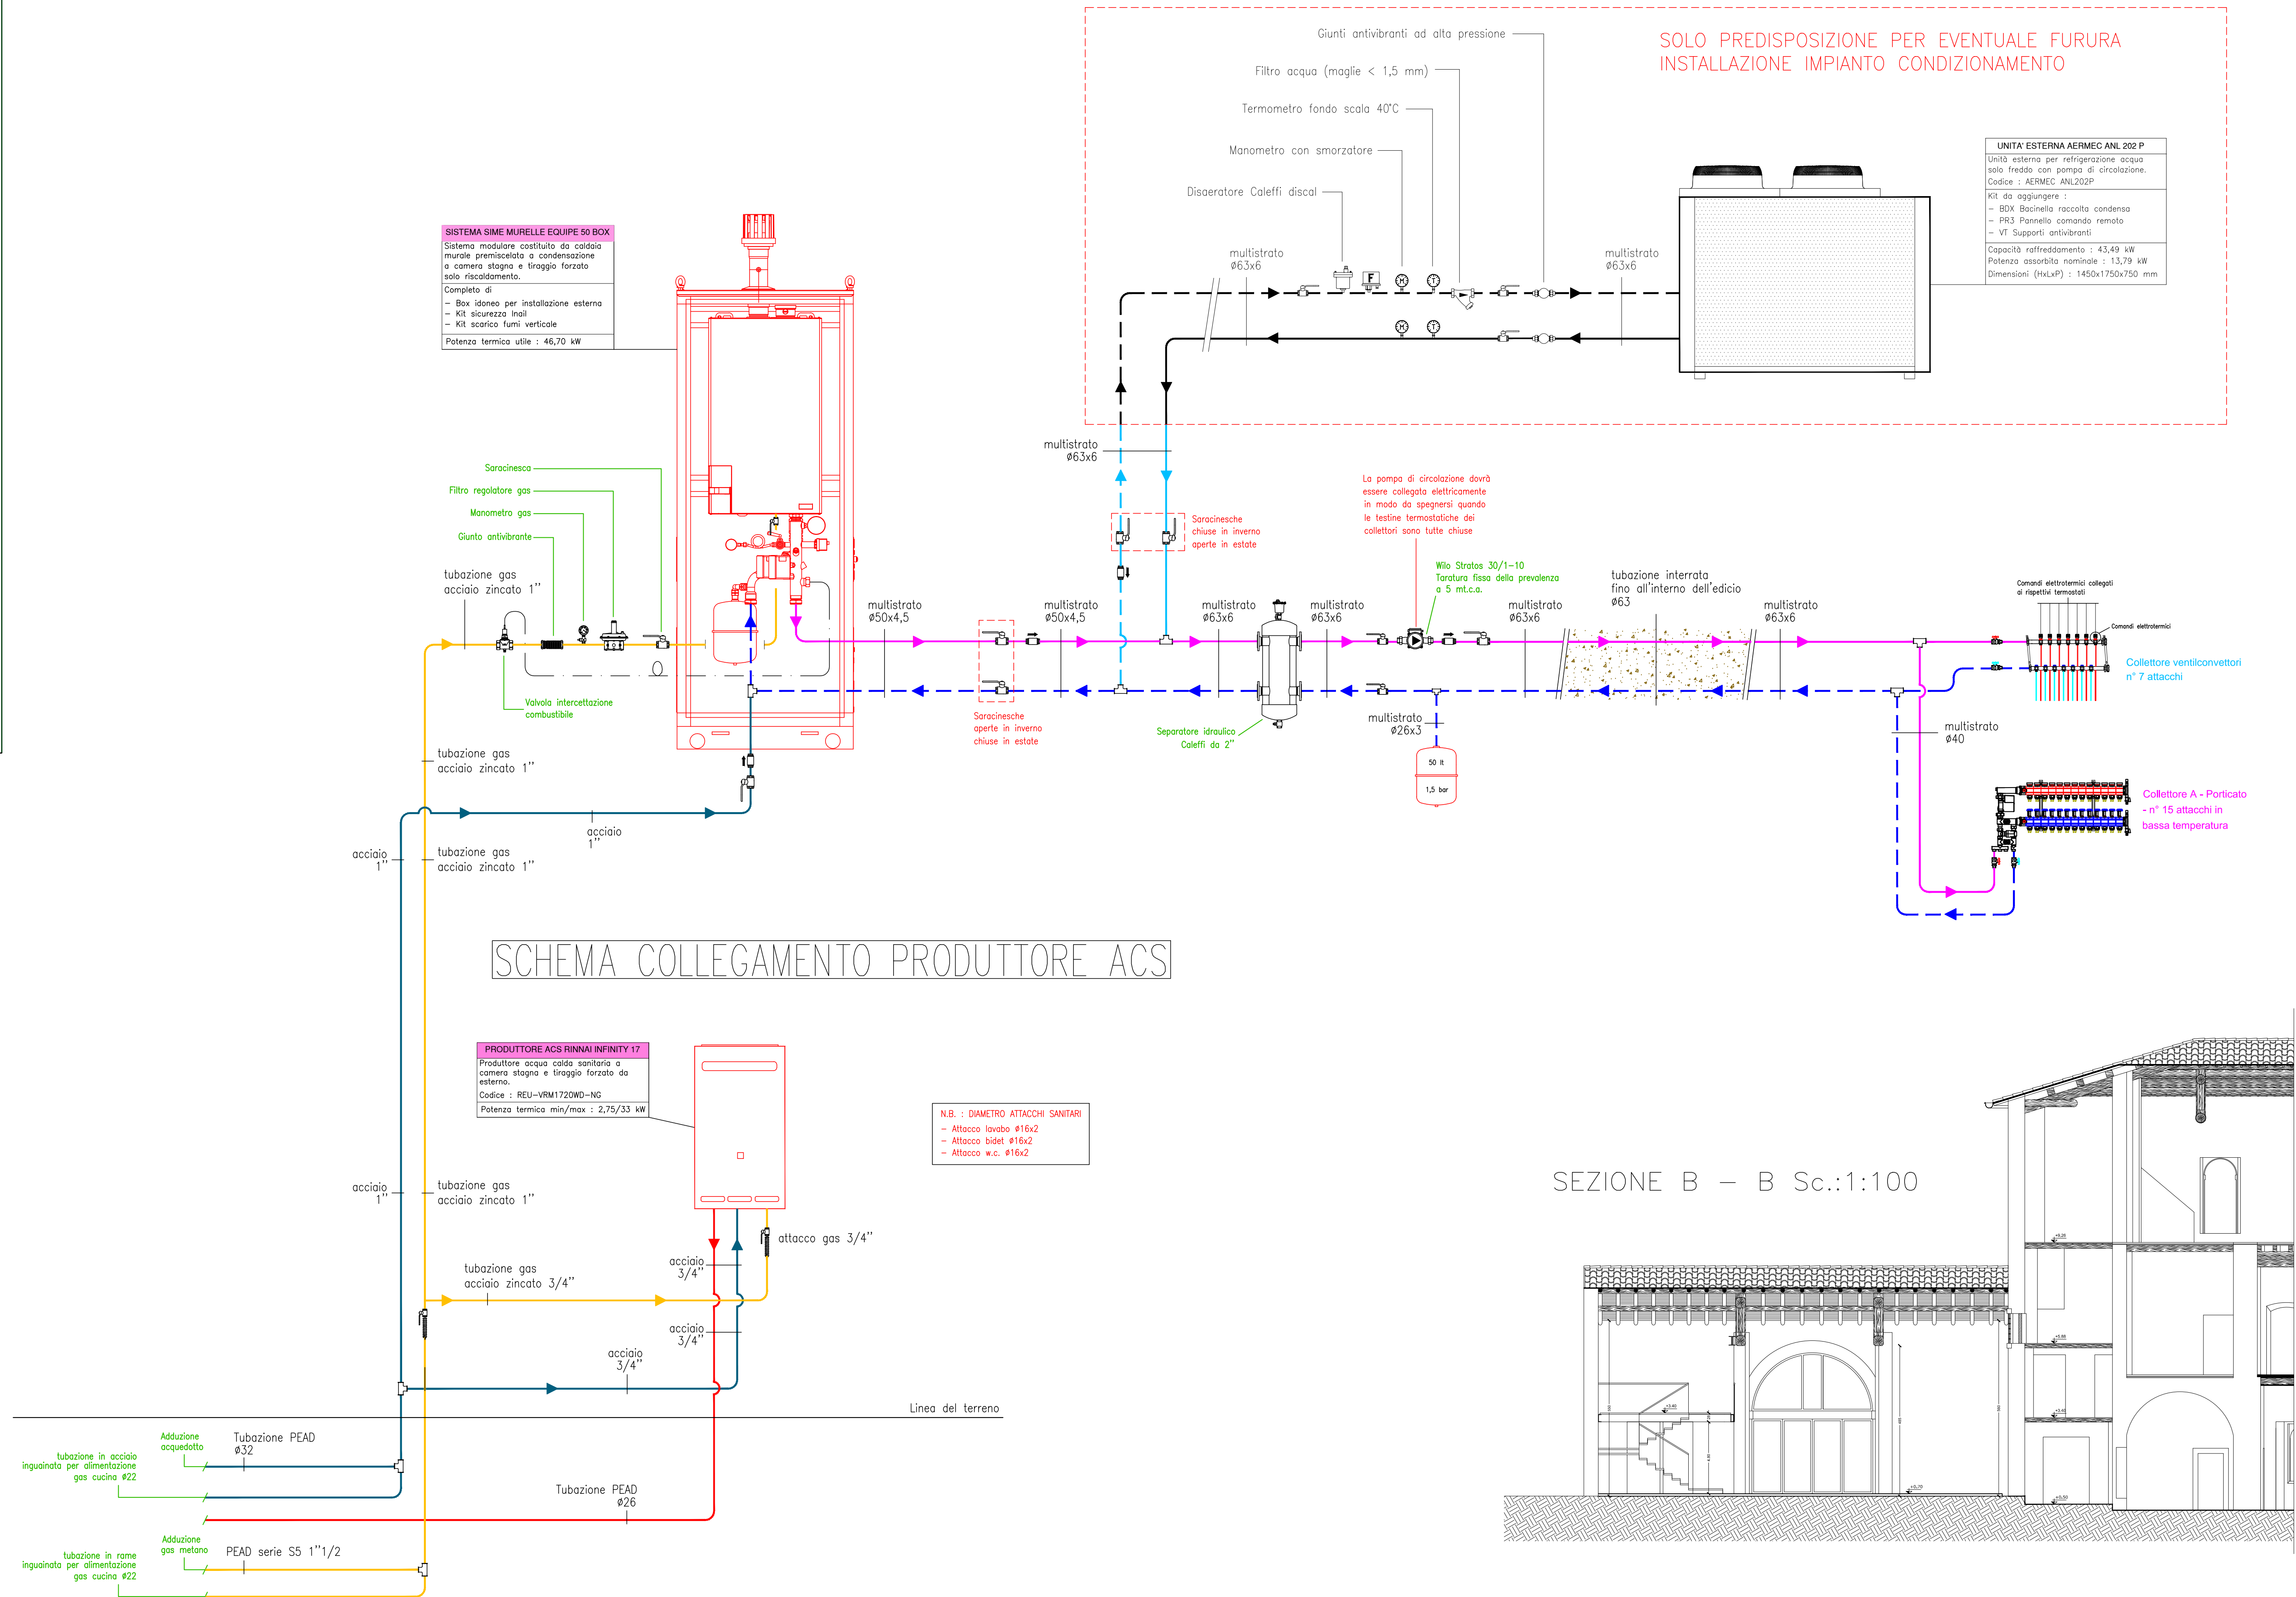 SOLO PREDISPOSIZIONE PER EVENTUALE FURURA
INSTALLAZIONE IMPIANTO CONDIZIONAMENTO
Giunti antivibranti ad alta pressione
Filtro acqua (maglie < 1,5 mm)
Termometro fondo scala 40°C
Manometro con smorzatore
Disaeratore Caleffi discal
UNITA' ESTERNA AERMEC ANL 202 P
Unità esterna per refrigerazione acqua
solo freddo con pompa di circolazione.
Codice : AERMEC ANL202P
Kit da aggiungere :
- BDX Bacinella raccolta condensa
- PR3 Pannello comando remoto
- VT Supporti antivibranti
Capacità raffreddamento : 43,49 kW
Potenza assorbita nominale : 13,79 kW
Dimensioni (HxLxP) : 1450x1750x750 mm
multistrato
ø63x6
multistrato
ø63x6
F
M
T
M
T
SISTEMA SIME MURELLE EQUIPE 50 BOX
Sistema modulare costituito da caldaia
murale premiscelata a condensazione
a camera stagna e tiraggio forzato
solo riscaldamento.
Completo di
- Box idoneo per installazione esterna
- Kit sicurezza Inail
- Kit scarico fumi verticale
Potenza termica utile : 46,70 kW
multistrato
ø63x6
Saracinesca
Filtro regolatore gas
Manometro gas
Giunto antivibrante
tubazione gas
acciaio zincato 1''
Valvola intercettazione
combustibile
Saracinesche
chiuse in inverno
aperte in estate
La pompa di circolazione dovrà
essere collegata elettricamente
in modo da spegnersi quando
le testine termostatiche dei
collettori sono tutte chiuse
Wilo Stratos 30/1-10
Taratura fissa della prevalenza
a 5 mt.c.a.
multistrato
ø50x4,5
multistrato
ø50x4,5
multistrato
ø63x6
multistrato
ø63x6
multistrato
ø63x6
tubazione interrata
fino all'interno dell'edicio
ø63
multistrato
ø63x6
Comandi elettrotermici collegati
ai rispettivi termostati
Comandi elettrotermici
Collettore ventilconvettori
n° 7 attacchi
Saracinesche
aperte in inverno
chiuse in estate
Separatore idraulico
Caleffi da 2''
multistrato
ø26x3
50 lt
1,5 bar
multistrato
ø40
Collettore A - Porticato
- n° 15 attacchi in
bassa temperatura
tubazione gas
acciaio zincato 1''
acciaio
1''
acciaio
1''
tubazione gas
acciaio zincato 1''
SCHEMA COLLEGAMENTO PRODUTTORE ACS
PRODUTTORE ACS RINNAI INFINITY 17
Produttore acqua calda sanitaria a
camera stagna e tiraggio forzato da
esterno.
Codice : REU-VRM1720WD-NG
Potenza termica min/max : 2,75/33 kW
N.B. : DIAMETRO ATTACCHI SANITARI
- Attacco lavabo ø16x2
- Attacco bidet ø16x2
- Attacco w.c. ø16x2
acciaio
1''
tubazione gas
acciaio zincato 1''
SEZIONE B - B Sc.:1:100
attacco gas 3/4''
acciaio
3/4''
tubazione gas
acciaio zincato 3/4''
acciaio
3/4''
acciaio
3/4''
Linea del terreno
Adduzione
acquedotto
Tubazione PEAD
ø32
tubazione in acciaio
inguainata per alimentazione
gas cucina ø22
Tubazione PEAD
ø26
Adduzione
gas metano
PEAD serie S5 1''1/2
tubazione in rame
inguainata per alimentazione
gas cucina ø22
+3.40
+0,70
+3.40
+0,50